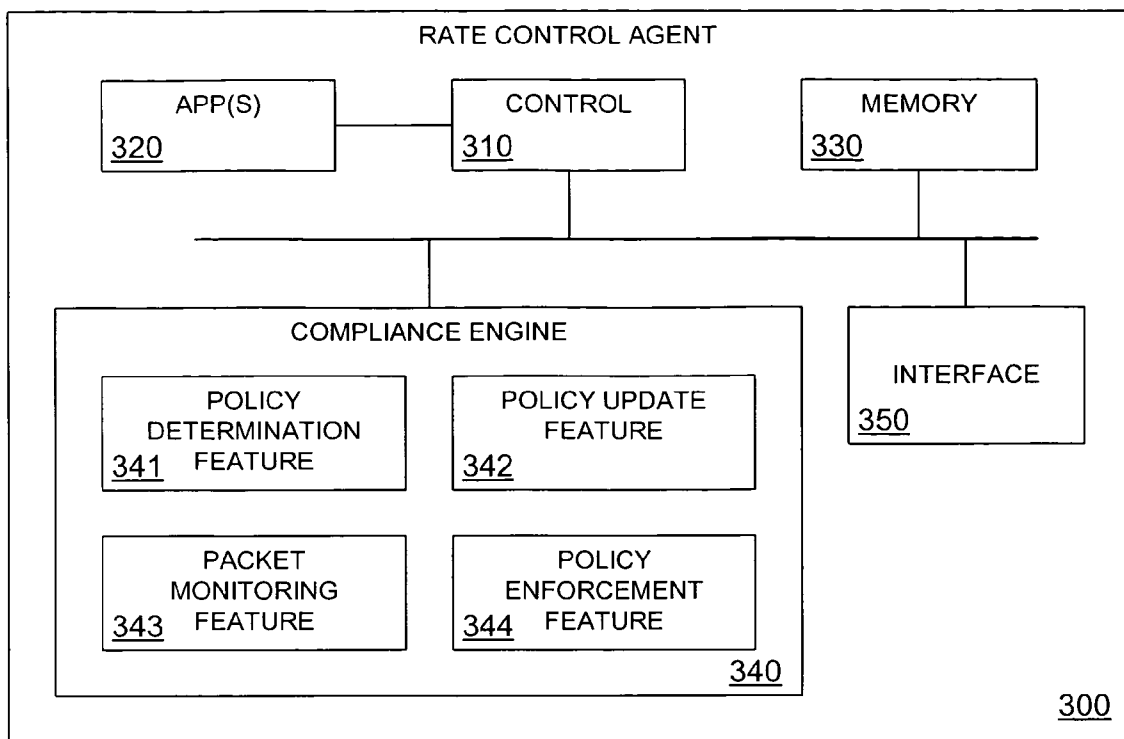 RATE CONTROL AGENT
APP(S)
320
CONTROL
310
MEMORY
330
COMPLIANCE ENGINE
POLICY
DETERMINATION
FEATURE
341
POLICY UPDATE
FEATURE
342
PACKET
MONITORING
FEATURE
343
POLICY
ENFORCEMENT
FEATURE
344
340
INTERFACE
350
300